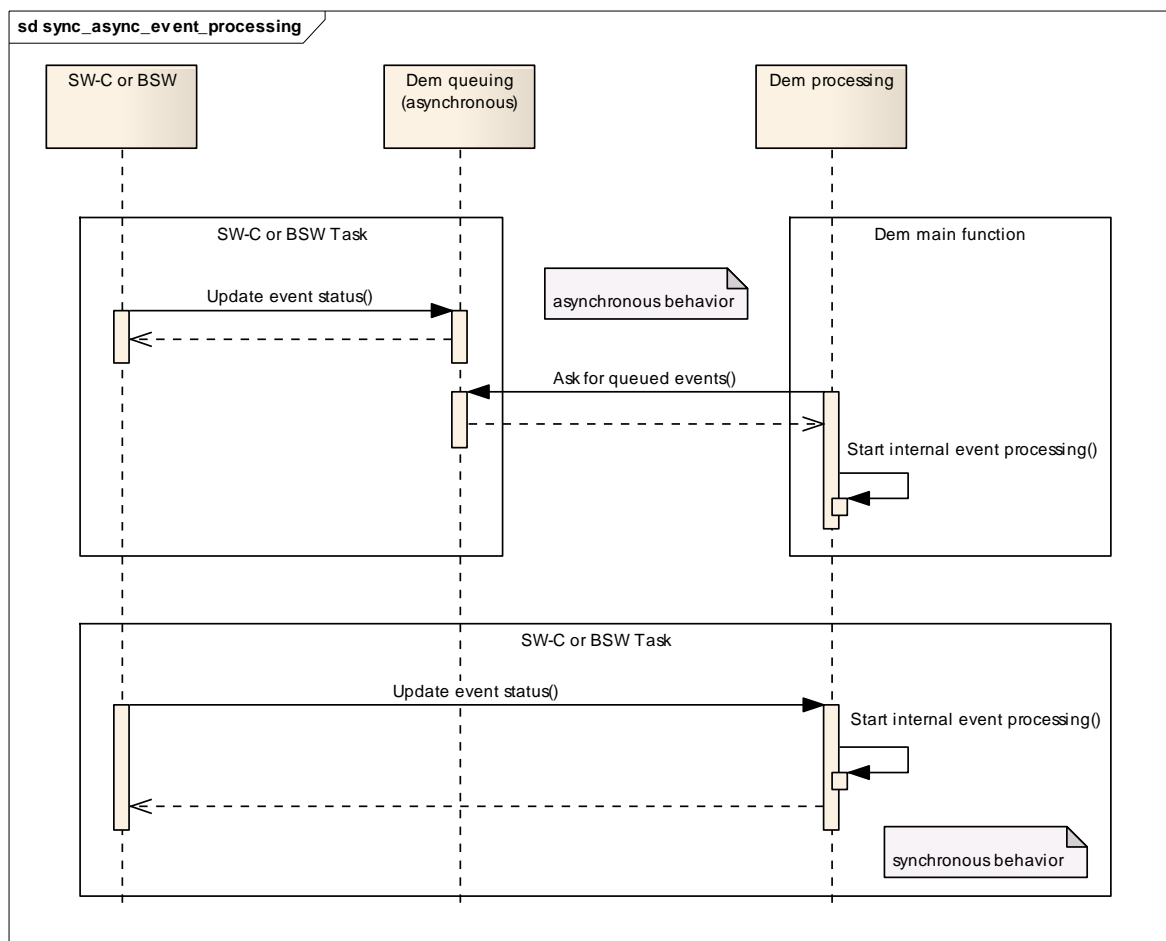 sd sync_async_event_processing
SW-C or BSW
Dem queuing
(asynchronous)
Dem processing
SW-C or BSW Task
Dem main function
Update event status()
asynchronous behavior
Ask for queued events()
Start internal event processing()
SW-C or BSW Task
Update event status()
Start internal event processing()
synchronous behavior